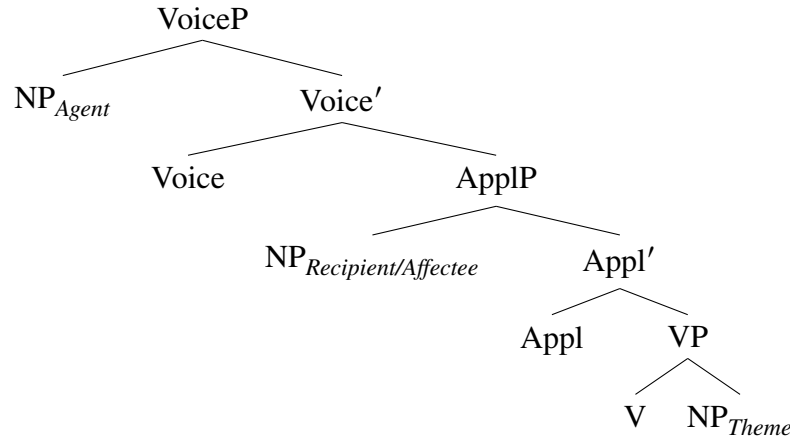 VoiceP
NP_Agent Voice′
Voice ApplP
NP_Recipient/Affectee Appl′
Appl VP
V NP_Theme